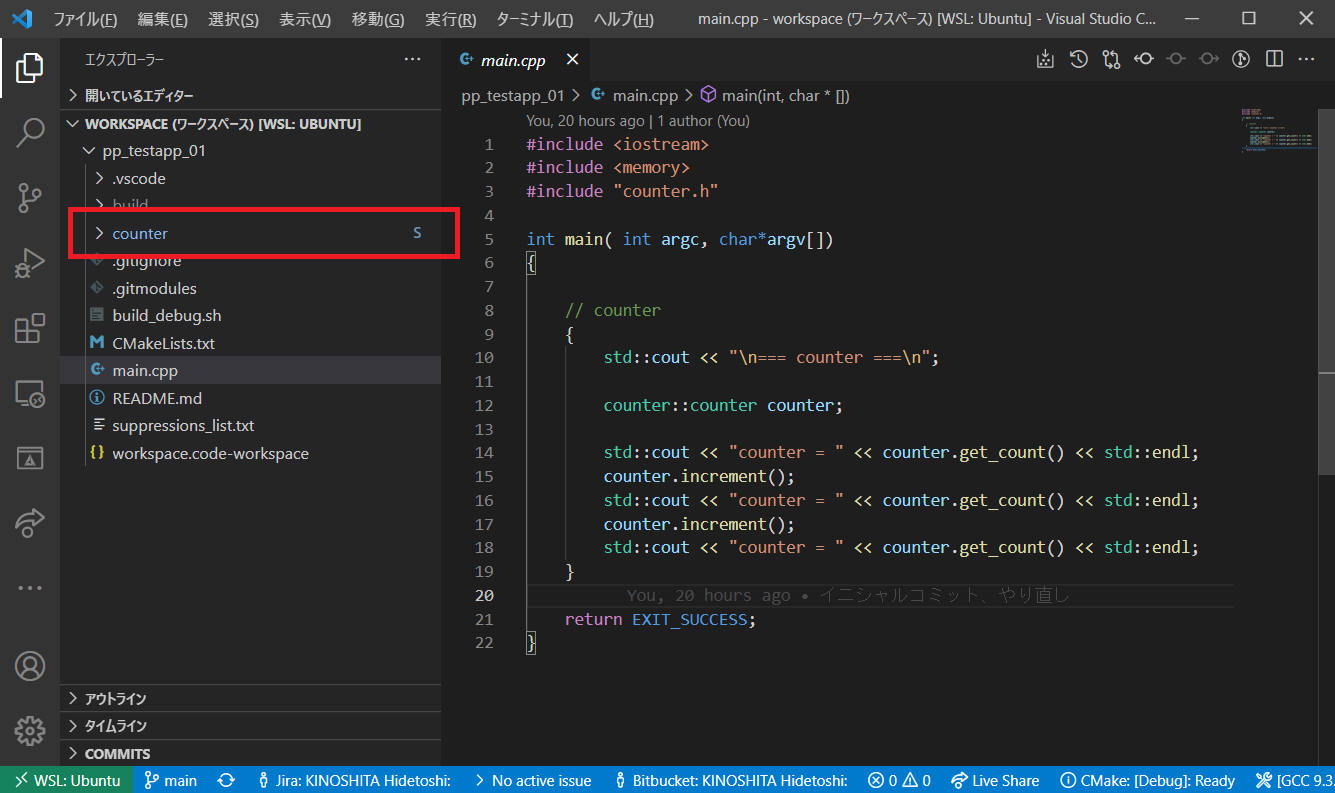 ファイル(F) 編集(E) 選択(S) 表示(V) 移動(G) 実行(R) ターミナル(T) ヘルプ(H) main.cpp - workspace (ワークスペース) [WSL: Ubuntu] - Visual Studio C...
エクスプローラー
開いているエディター
WORKSPACE (ワークスペース) [WSL: UBUNTU]
pp_testapp_01
.vscode
build
counter S
.gitignore
.gitmodules
build_debug.sh
CMakeLists.txt
main.cpp
README.md
suppressions_list.txt
workspace.code-workspace
アウトライン
タイムライン
COMMITS
main.cpp
pp_testapp_01 > main.cpp > main(int, char * [])
You, 20 hours ago | 1 author (You)
1 #include <iostream>
2 #include <memory>
3 #include "counter.h"
4
5 int main( int argc, char*argv[])
6 {
7
8 // counter
9 {
10 std::cout << "\n=== counter ===\n";
11
12 counter::counter counter;
13
14 std::cout << "counter = " << counter.get_count() << std::endl;
15 counter.increment();
16 std::cout << "counter = " << counter.get_count() << std::endl;
17 counter.increment();
18 std::cout << "counter = " << counter.get_count() << std::endl;
19 }
20 You, 20 hours ago • イニシャルコミット、やり直し
21 return EXIT_SUCCESS;
22 }
WSL: Ubuntu main Jira: KINOSHITA Hidetoshi: No active issue Bitbucket: KINOSHITA Hidetoshi: 0 0 Live Share CMake: [Debug]: Ready [GCC 9.3